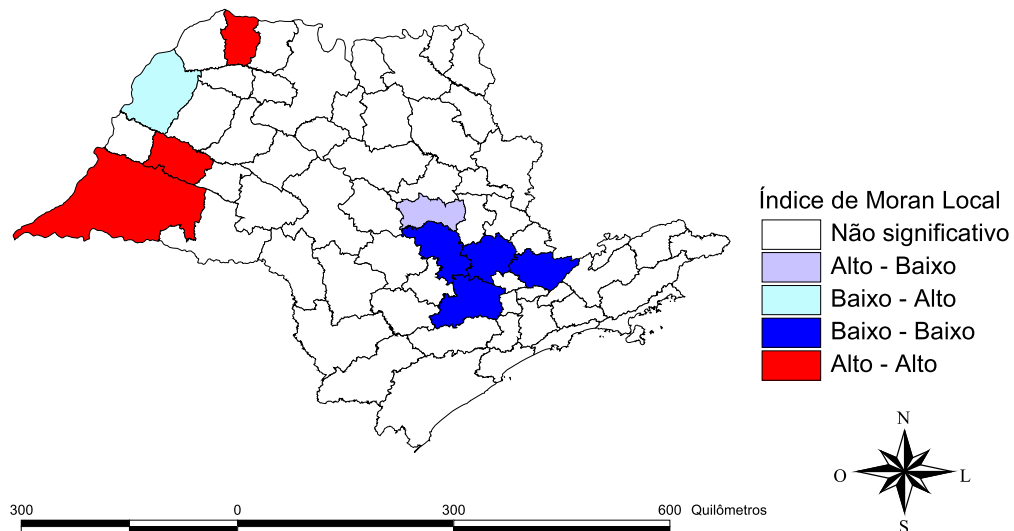 Índice de Moran Local
Não significativo
Alto - Baixo
Baixo - Alto
Baixo - Baixo
Alto - Alto
N
O L
S
300 0 300 600 Quilômetros